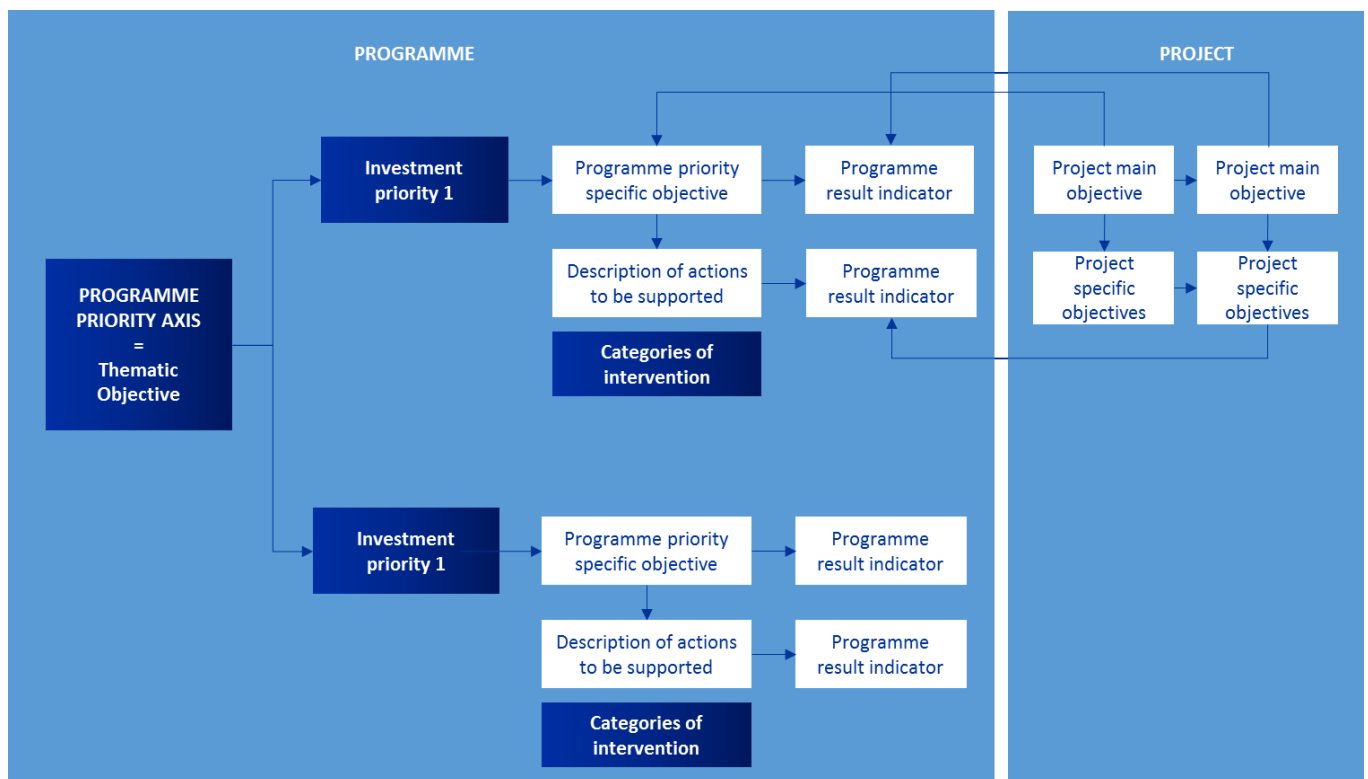 PROGRAMME
PROJECT
Investment
priority 1
Programme priority
specific objective
Programme
result indicator
Project main
objective
Project main
objective
Description of actions
to be supported
Programme
result indicator
Project
specific
objectives
Project
specific
objectives
PROGRAMME
PRIORITY AXIS
=
Thematic
Objective
Categories of
intervention
Investment
priority 1
Programme priority
specific objective
Programme
result indicator
Description of actions
to be supported
Programme
result indicator
Categories of
intervention